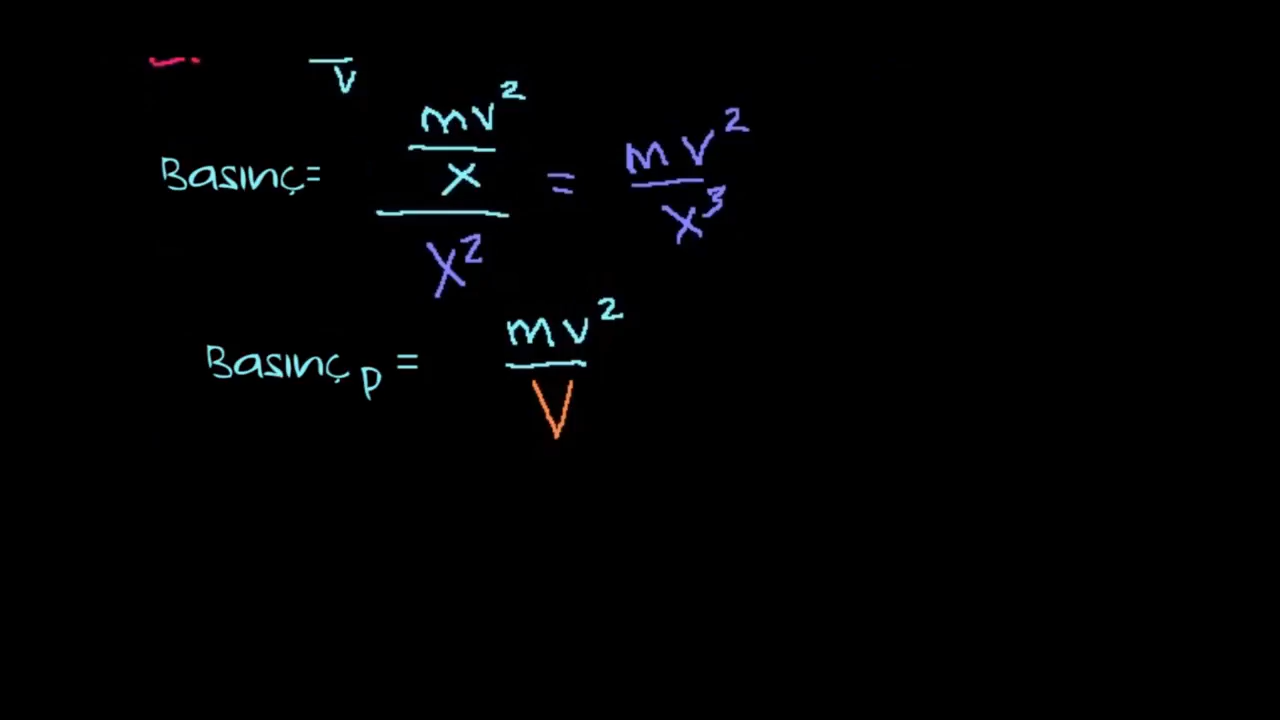 v
Basınç= mv² / x / x² = mv² / x³
Basınç p = mv² / V